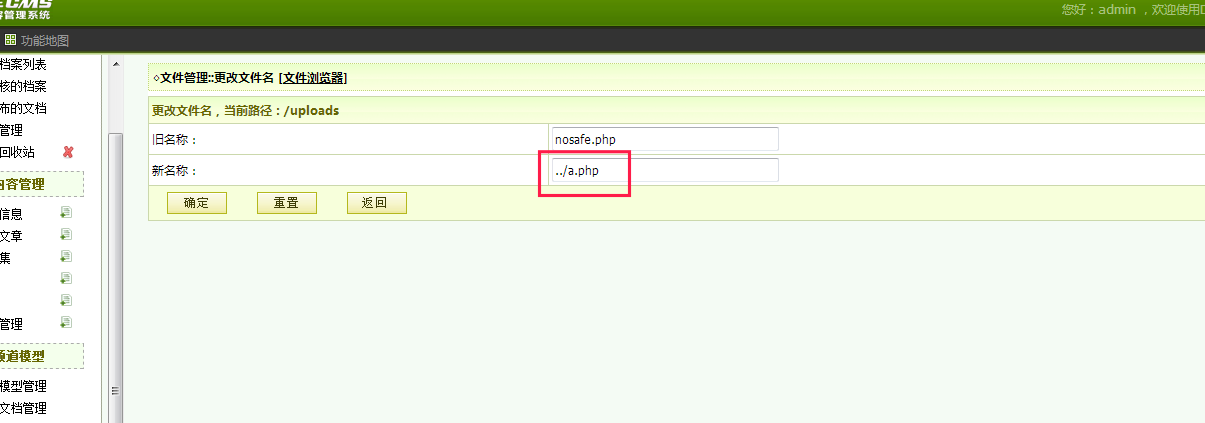 CMS
容管理系统
您好：admin ，欢迎使用D
功能地图
档案列表
核的档案
布的文档
管理
回收站
内容管理
信息
文章
集
管理
频道模型
模型管理
文档管理
◇文件管理::更改文件名 [文件浏览器]
更改文件名，当前路径：/uploads
旧名称：
nosafe.php
新名称：
../a.php
确定 重置 返回